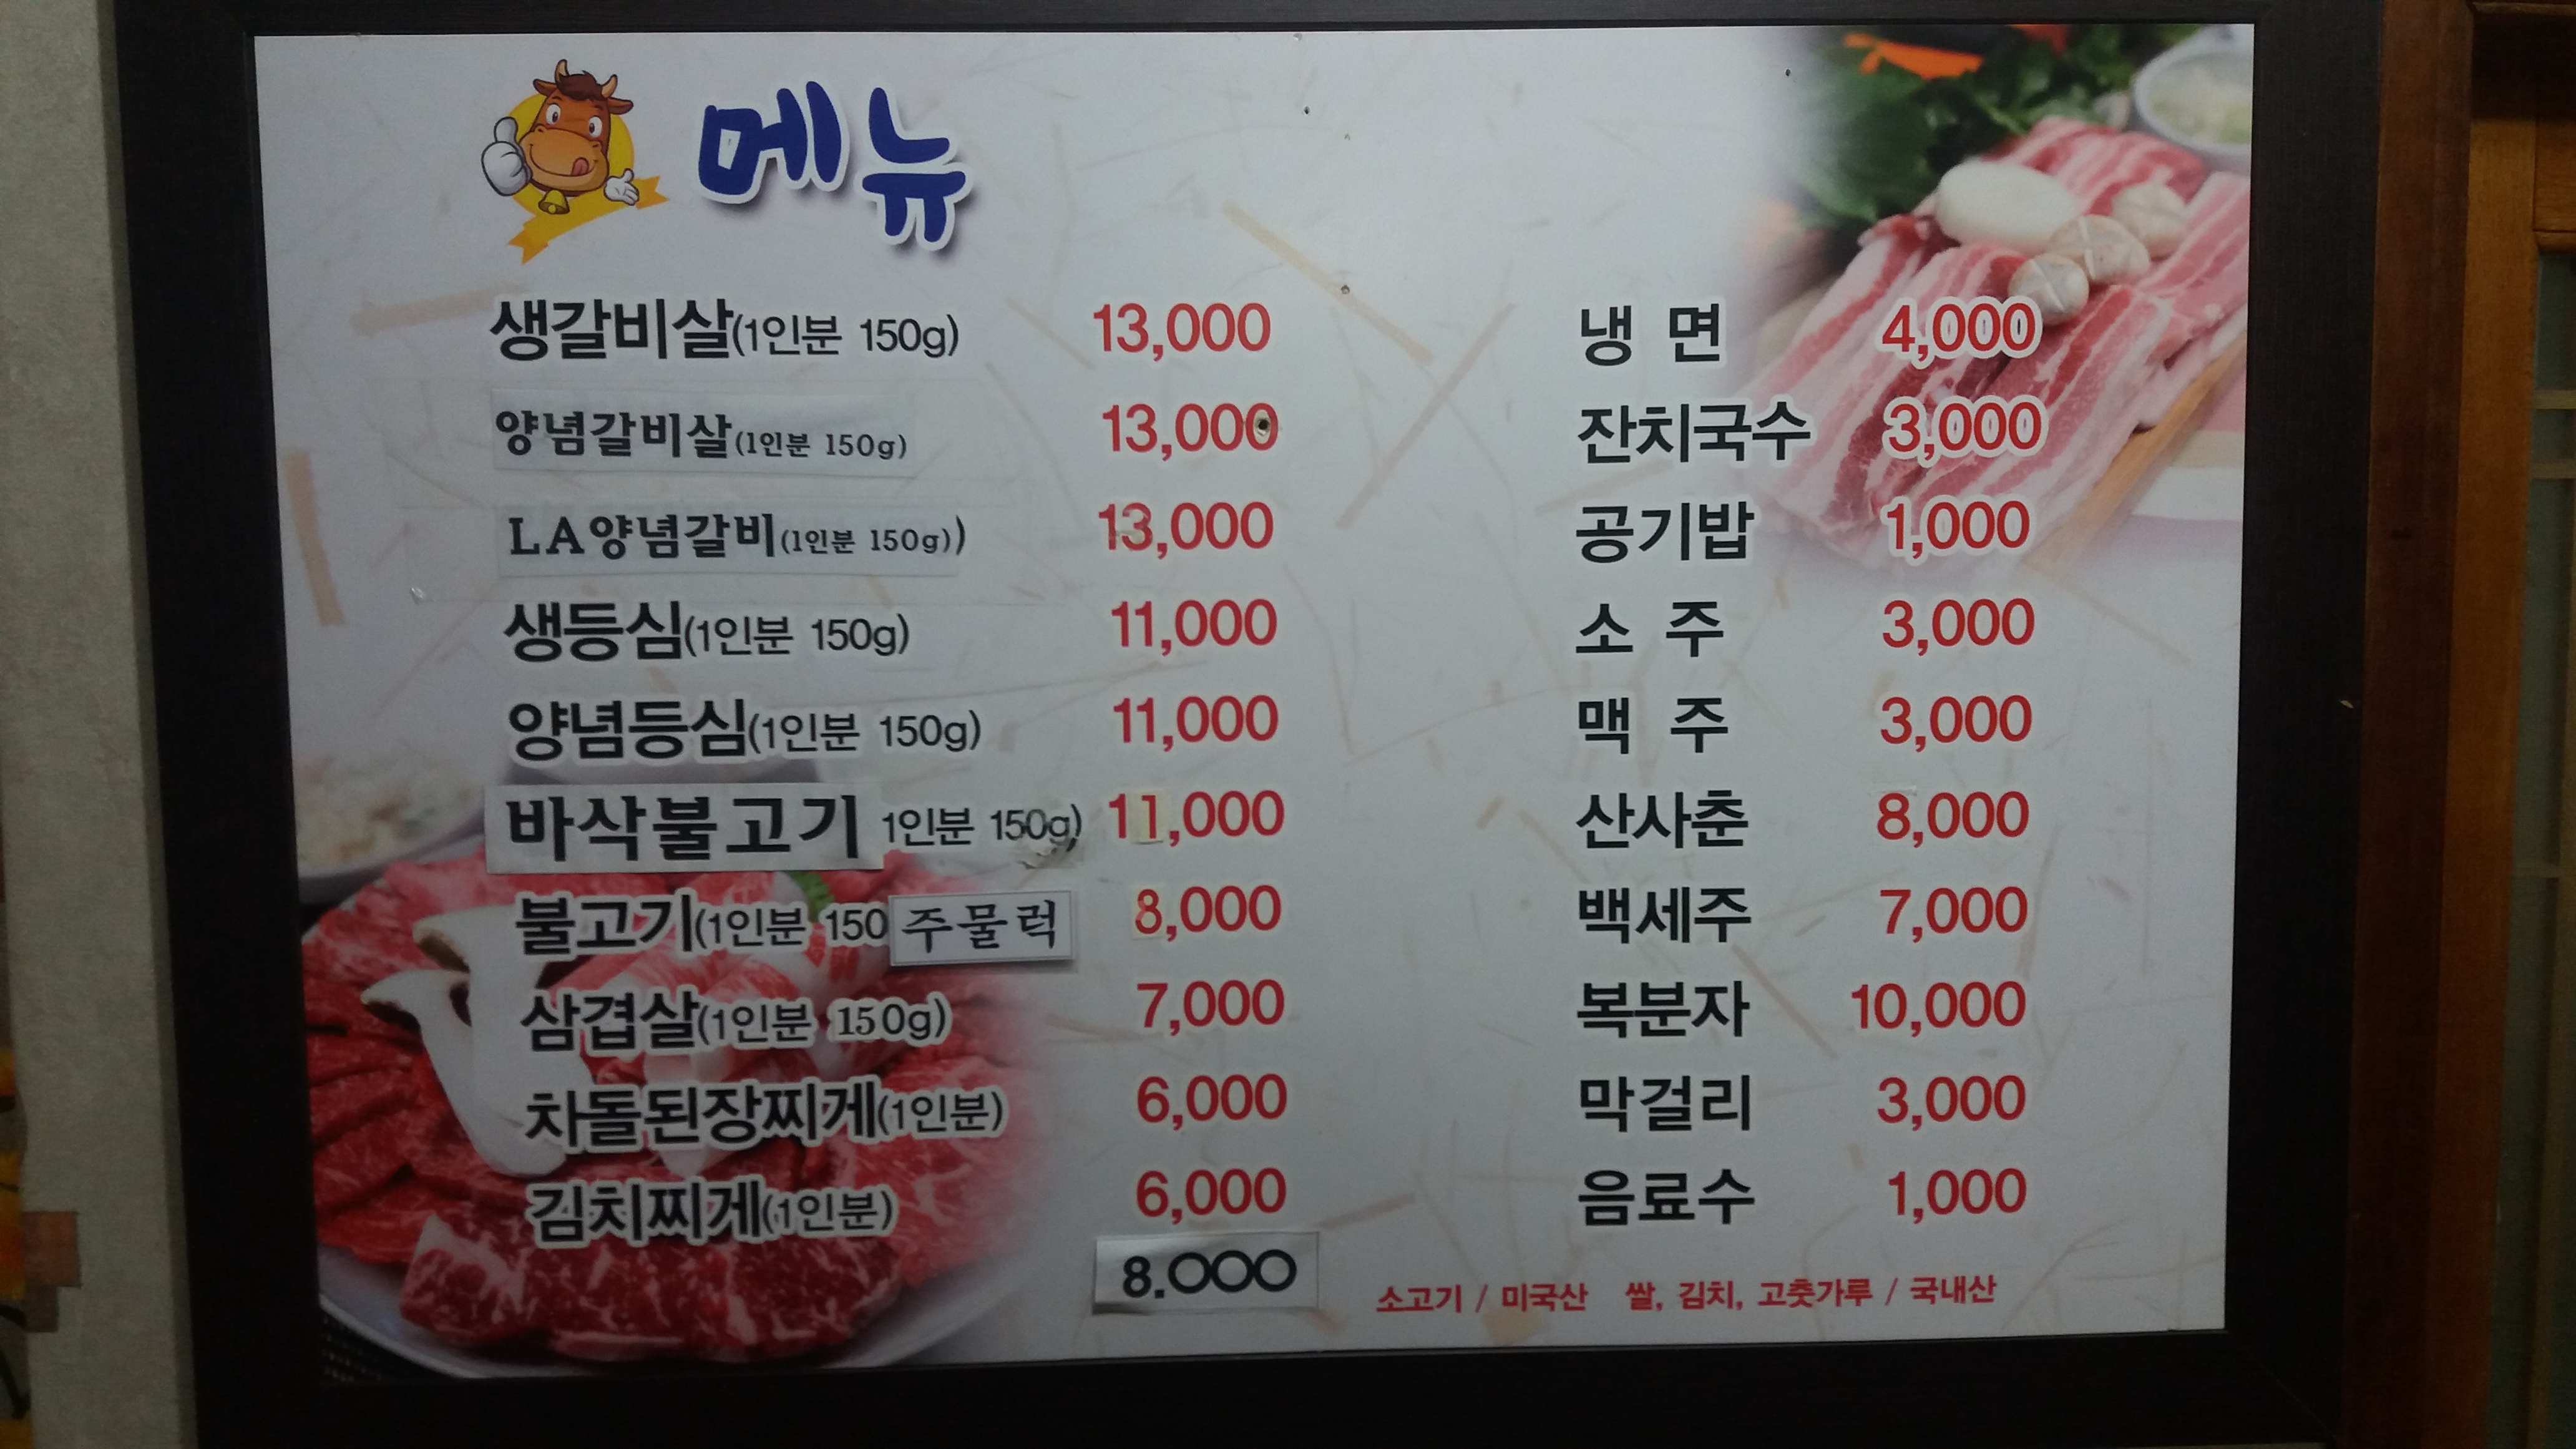 메뉴
생갈비살(1인분 150g) 13,000
양념갈비살(1인분 150g) 13,000
LA양념갈비(1인분 150g)) 13,000
생등심(1인분 150g) 11,000
양념등심(1인분 150g) 11,000
바삭불고기 1인분 150g) 11,000
불고기(1인분 150 주물럭 8,000
삼겹살(1인분 150g) 7,000
차돌된장찌게(1인분) 6,000
김치찌게(1인분) 6,000
8.000
냉 면 4,000
잔치국수 3,000
공기밥 1,000
소 주 3,000
맥 주 3,000
산사춘 8,000
백세주 7,000
복분자 10,000
막걸리 3,000
음료수 1,000
소고기 / 미국산 쌀, 김치, 고춧가루 / 국내산